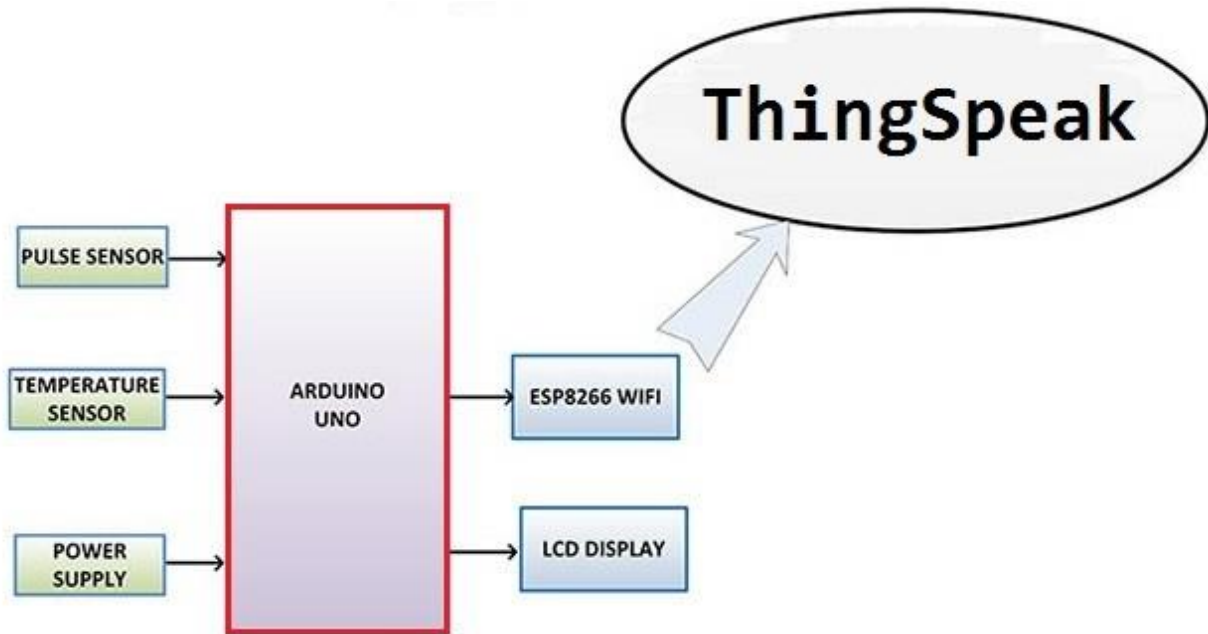 ThingSpeak
PULSE SENSOR
TEMPERATURE
SENSOR
POWER
SUPPLY
ARDUINO
UNO
ESP8266 WIFI
LCD DISPLAY